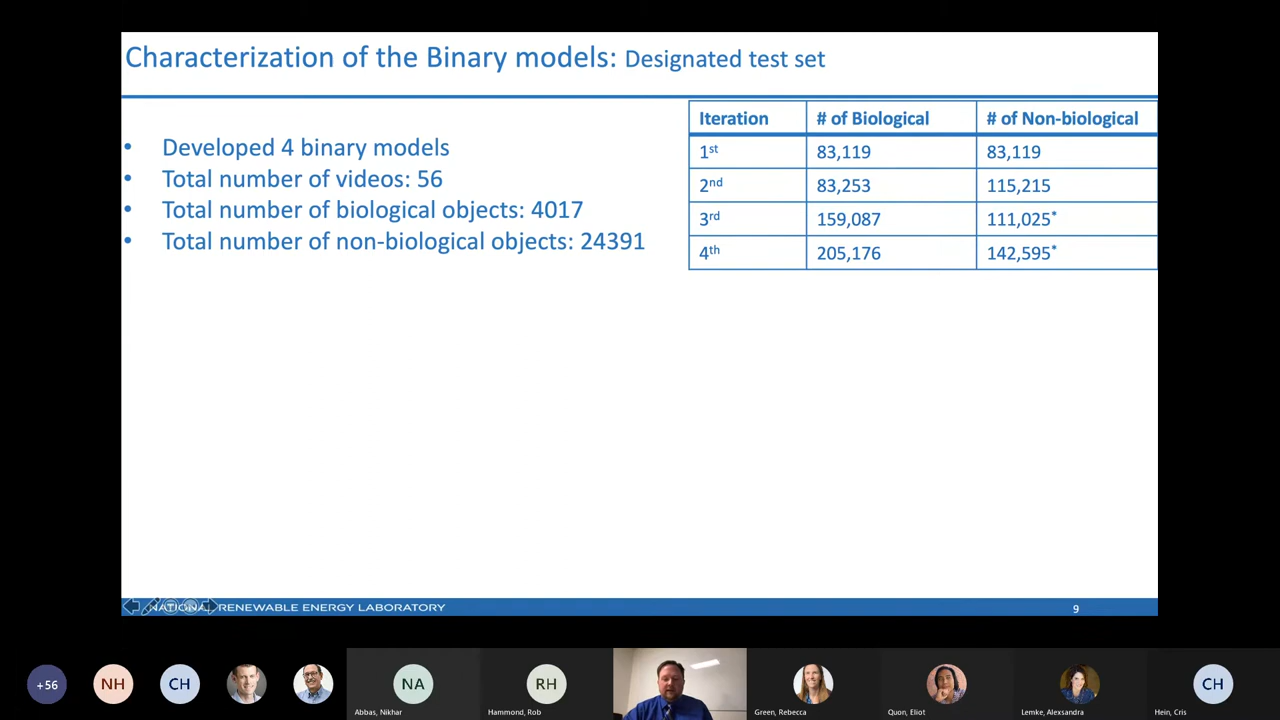 Characterization of the Binary models: Designated test set
• Developed 4 binary models
• Total number of videos: 56
• Total number of biological objects: 4017
• Total number of non-biological objects: 24391
Iteration # of Biological # of Non-biological
1st 83,119 83,119
2nd 83,253 115,215
3rd 159,087 111,025*
4th 205,176 142,595*
NATIONAL RENEWABLE ENERGY LABORATORY
9
+56
NH
CH
NA
Abbas, Nikhar
RH
Hammond, Rob
Green, Rebecca
Quon, Eliot
Lemke, Alexsandra
CH
Hein, Cris